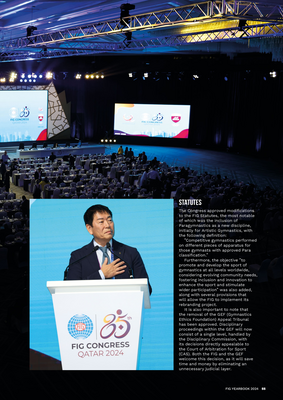 STATUTES
The Congress approved modifications
to the FIG Statutes, the most notable
of which was the inclusion of
Paragymnastics as a new discipline,
initially for Artistic Gymnastics, with
the following definition:
"Competitive gymnastics performed
on different pieces of apparatus for
those gymnasts with approved Para
classification."
Furthermore, the objective "to
promote and develop the sport of
gymnastics at all levels worldwide,
considering evolving community needs,
fostering inclusion and innovation to
enhance the sport and stimulate
wider participation" was also added,
along with several provisions that
will allow the FIG to implement its
rebranding project.
It is also important to note that
the removal of the GEF (Gymnastics
Ethics Foundation) Appeal Tribunal
has been approved. Disciplinary
proceedings within the GEF will now
consist of a single level, handled by
the Disciplinary Commission, with
its decisions directly appealable to
the Court of Arbitration for Sport
(CAS). Both the FIG and the GEF
welcome this decision, as it will save
time and money by eliminating an
unnecessary judicial layer.
FIG CONGRESS
QATAR 2024
FIG YEARBOOK 2024